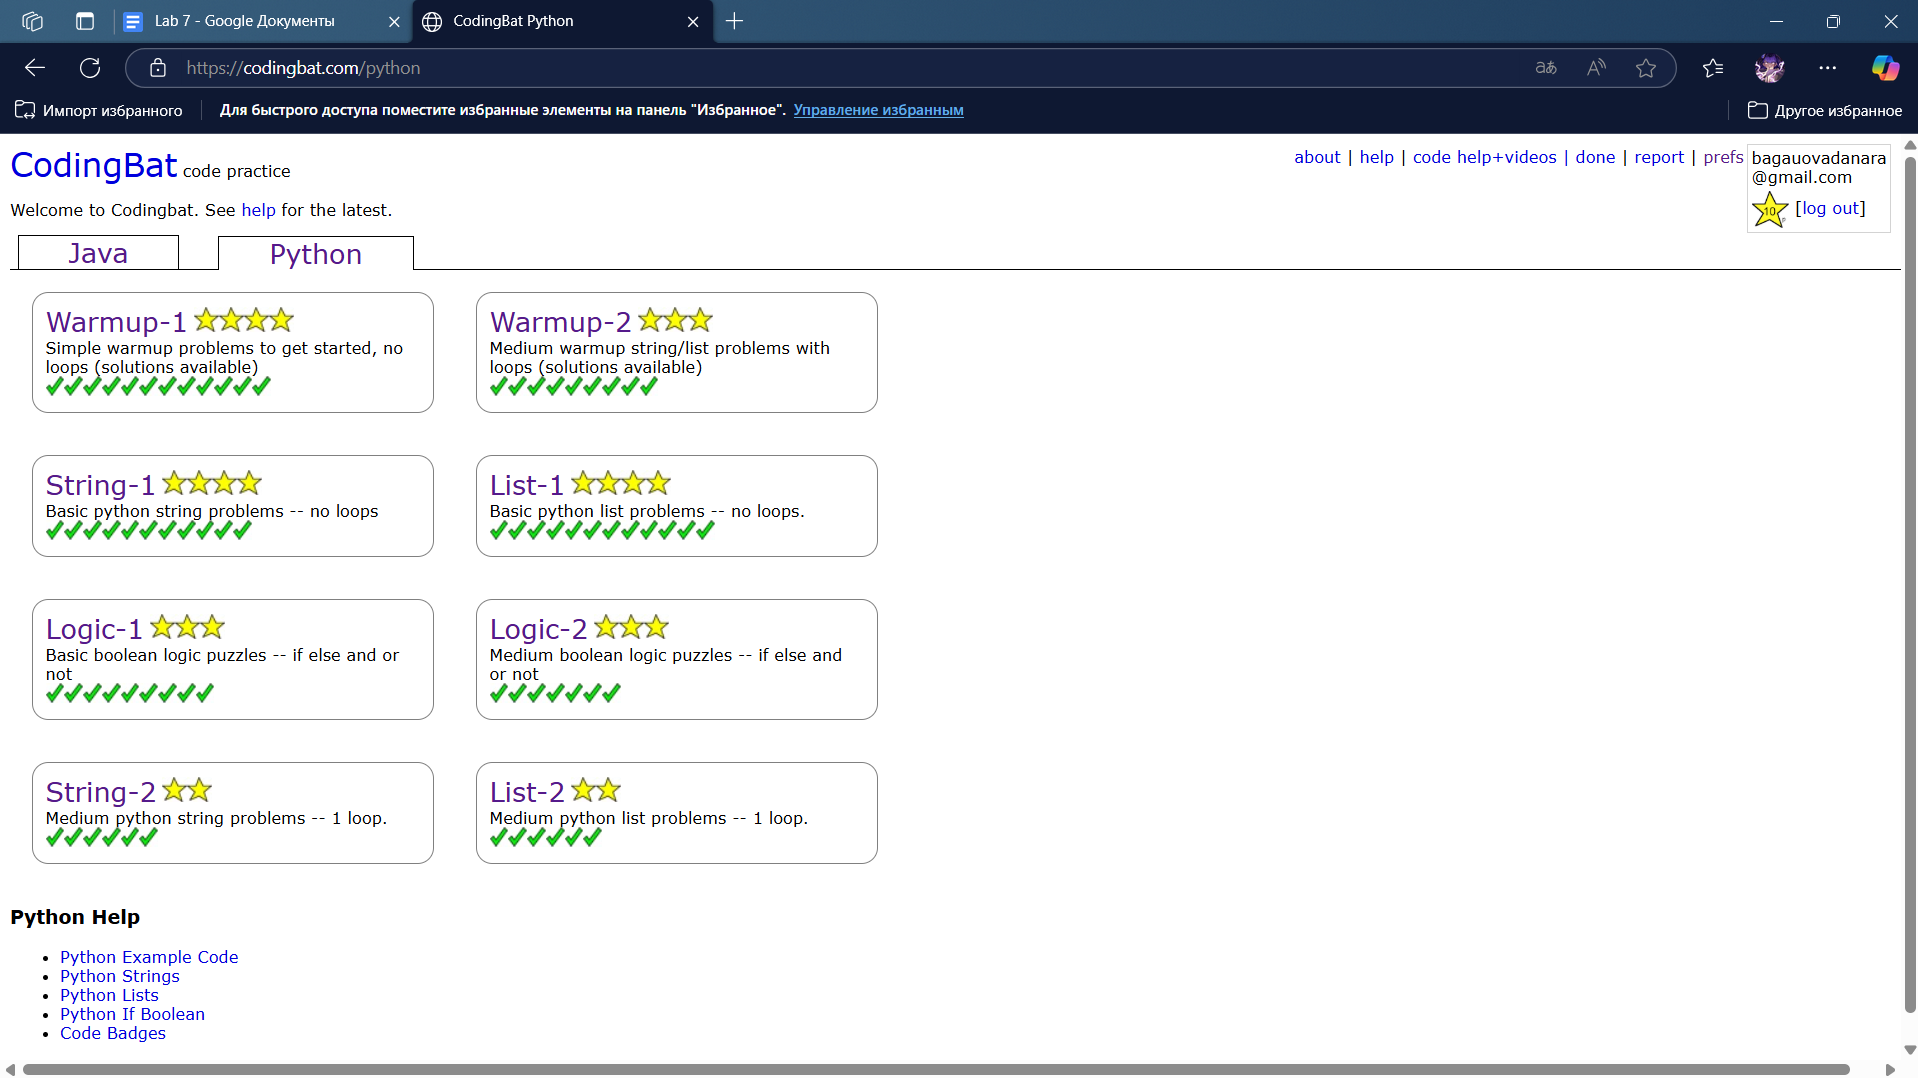 Lab 7 - Google Документы
CodingBat Python
https://codingbat.com/python
Импорт избранного
Для быстрого доступа поместите избранные элементы на панель "Избранное". Управление избранным
Другое избранное
CodingBat code practice
about | help | code help+videos | done | report | prefs
bagauovadanara
@gmail.com
10
[log out]
Welcome to Codingbat. See help for the latest.
Java
Python
Warmup-1
Simple warmup problems to get started, no
loops (solutions available)
Warmup-2
Medium warmup string/list problems with
loops (solutions available)
String-1
Basic python string problems -- no loops
List-1
Basic python list problems -- no loops.
Logic-1
Basic boolean logic puzzles -- if else and or
not
Logic-2
Medium boolean logic puzzles -- if else and
or not
String-2
Medium python string problems -- 1 loop.
List-2
Medium python list problems -- 1 loop.
Python Help
Python Example Code
Python Strings
Python Lists
Python If Boolean
Code Badges